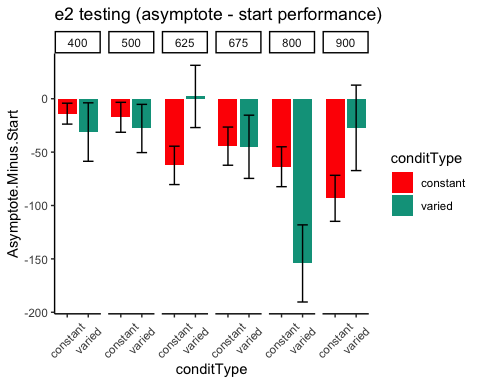 e2 testing (asymptote - start performance)
400 500 625 675 800 900
Asymptote.Minus.Start
0
-50
-100
-150
-200
constant varied constant varied constant varied constant varied constant varied constant varied
conditType
conditType
constant
varied